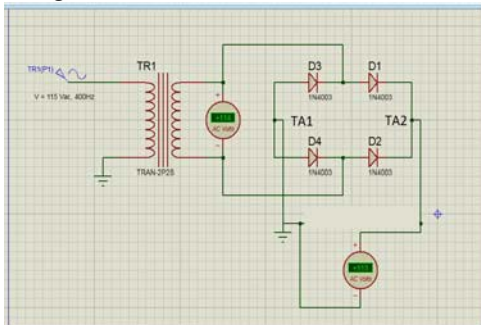 TR1
D3
D1
TR1(P1)
V = 115 Vac, 400Hz
1N4003
1N4003
AC Volts
TA1
TA2
D4
D2
TRAN-2P2S
1N4003
1N4003
AC Volts